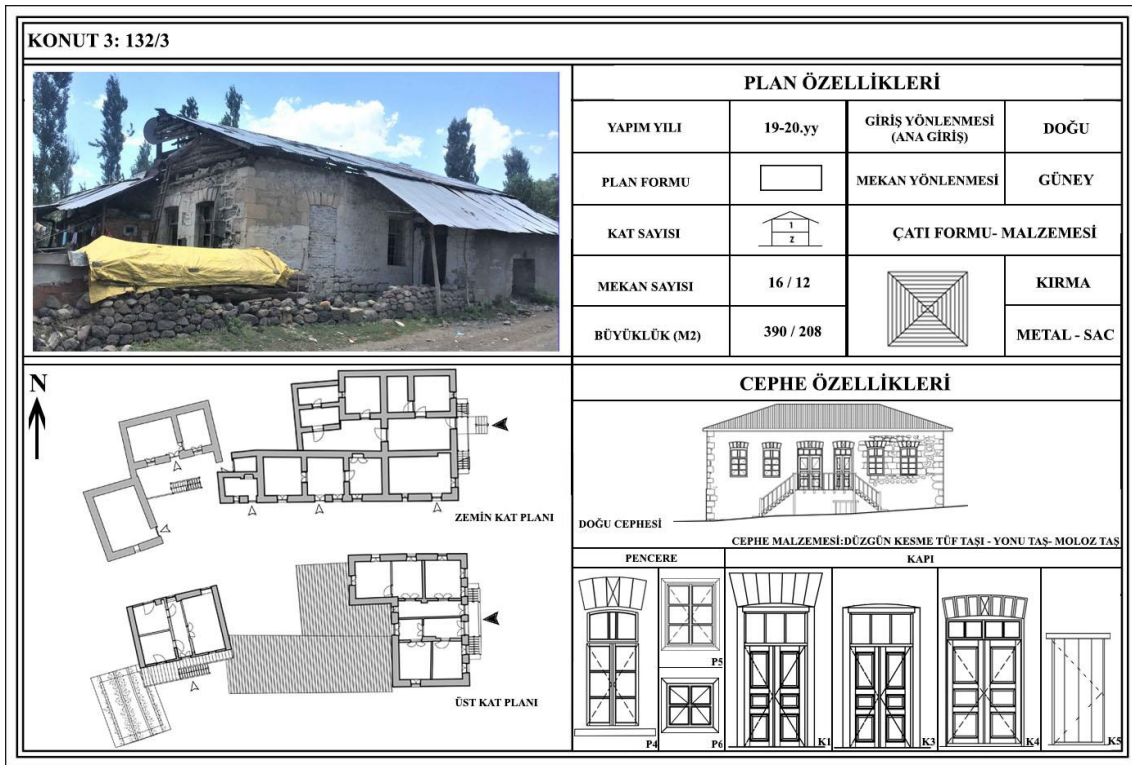 KONUT 3: 132/3
PLAN ÖZELLİKLERİ
YAPIM YILI
19-20.yy
GİRİŞ YÖNLENMESİ
(ANA GİRİŞ)
DOĞU
PLAN FORMU
MEKAN YÖNLENMESİ
GÜNEY
KAT SAYISI
1
Z
ÇATI FORMU- MALZEMESİ
MEKAN SAYISI
16 / 12
KIRMA
BÜYÜKLÜK (M2)
390 / 208
METAL - SAC
N
ZEMİN KAT PLANI
ÜST KAT PLANI
CEPHE ÖZELLİKLERİ
DOĞU CEPHESİ
CEPHE MALZEMESİ:DÜZGÜN KESME TÜF TAŞI - YONU TAŞ- MOLOZ TAŞ
PENCERE
KAPI
P4
P5
P6
K1
K3
K4
K5